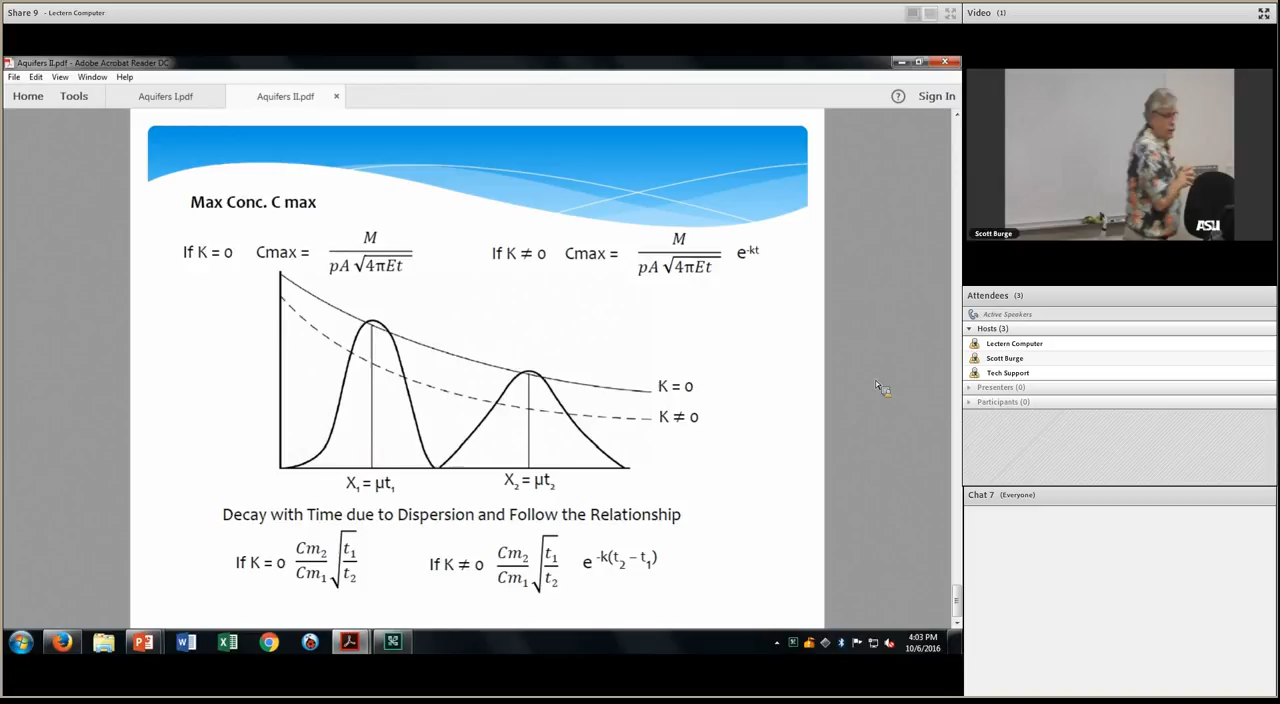 Share 9 - Lectern Computer
Video (1)
Aquifers II.pdf - Adobe Acrobat Reader DC
File Edit View Window Help
Home Tools Aquifers I.pdf Aquifers II.pdf × ? Sign In
Max Conc. C max
If K = 0 Cmax = M / pA √4πEt
If K ≠ 0 Cmax = M / pA √4πEt e^-kt
K = 0
K ≠ 0
X₁ = µt₁
X₂ = µt₂
Decay with Time due to Dispersion and Follow the Relationship
If K = 0 Cm₂/Cm₁ √t₁/t₂
If K ≠ 0 Cm₂/Cm₁ √t₁/t₂ e^-k(t₂ – t₁)
4:03 PM
10/6/2016
ASU
Scott Burge
Attendees (3)
Active Speakers
Hosts (3)
Lectern Computer
Scott Burge
Tech Support
Presenters (0)
Participants (0)
Chat 7 (Everyone)